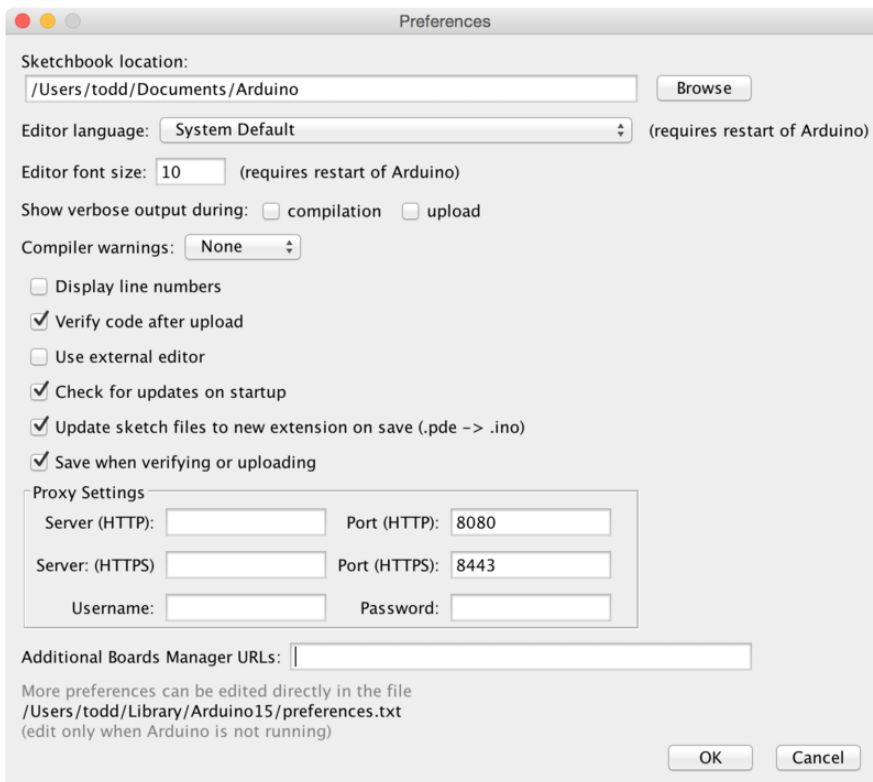 Preferences
Sketchbook location:
/Users/todd/Documents/Arduino Browse
Editor language: System Default (requires restart of Arduino)
Editor font size: 10 (requires restart of Arduino)
Show verbose output during: compilation upload
Compiler warnings: None
Display line numbers
Verify code after upload
Use external editor
Check for updates on startup
Update sketch files to new extension on save (.pde -> .ino)
Save when verifying or uploading
Proxy Settings
Server (HTTP): Port (HTTP): 8080
Server: (HTTPS) Port (HTTPS): 8443
Username: Password:
Additional Boards Manager URLs:
More preferences can be edited directly in the file
/Users/todd/Library/Arduino15/preferences.txt
(edit only when Arduino is not running)
OK Cancel